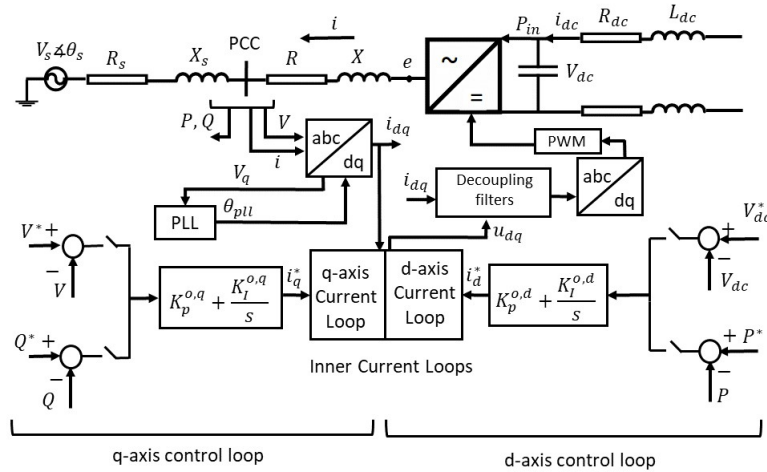 V_s∡θ_s
R_s
X_s
PCC
i
R
X
e
P_in
i_dc
R_dc
L_dc
~
=
V_dc
P, Q
V
i
abc
dq
i_dq
PWM
abc
dq
V_q
θ_pll
PLL
i_dq
Decoupling
filters
u_dq
V* +
−
V
K_p^{o,q} + K_I^{o,q}/s
i_q^*
q-axis
Current
Loop
d-axis
Current
Loop
i_d^*
K_p^{o,d} + K_I^{o,d}/s
V_dc^*
+
−
V_dc
Q* +
−
Q
Inner Current Loops
+ P*
−
P
q-axis control loop
d-axis control loop